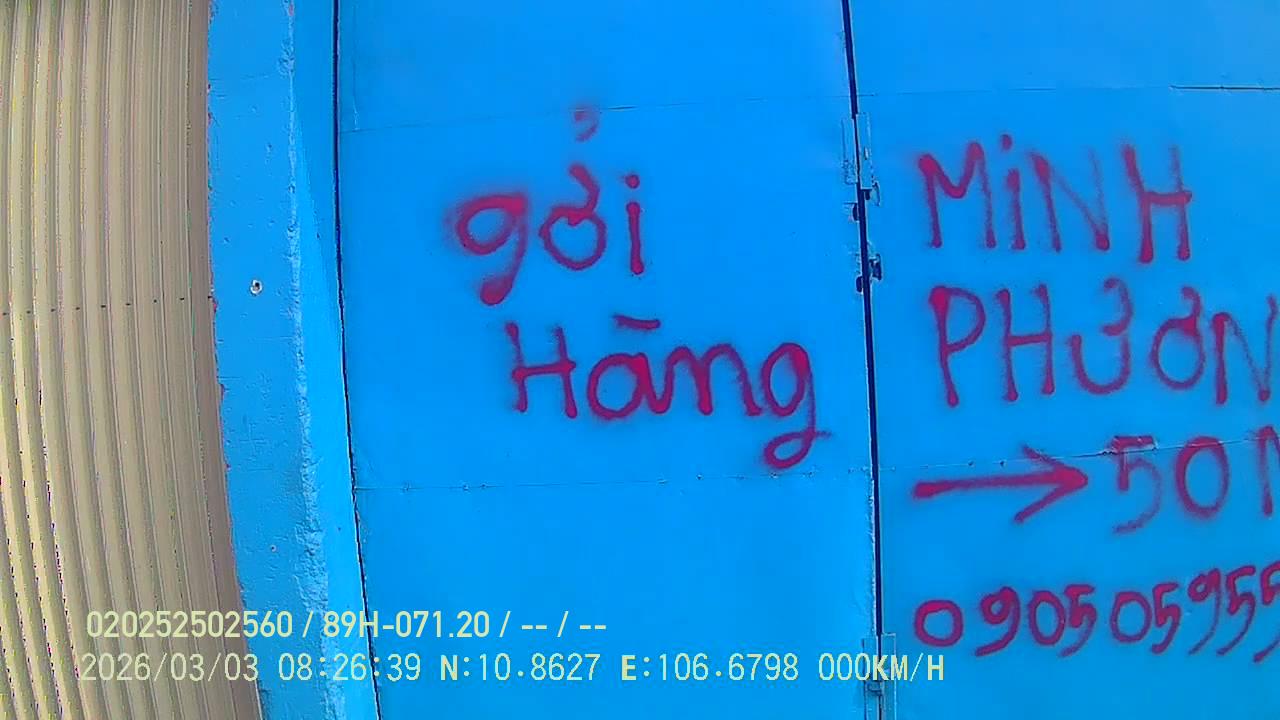 gởi
Hàng
MiNH
PHƯƠN
→ 50
090505955
020252502560 / 89H-071.20 / -- / --
2026/03/03 08:26:39 N:10.8627 E:106.6798 000KM/H